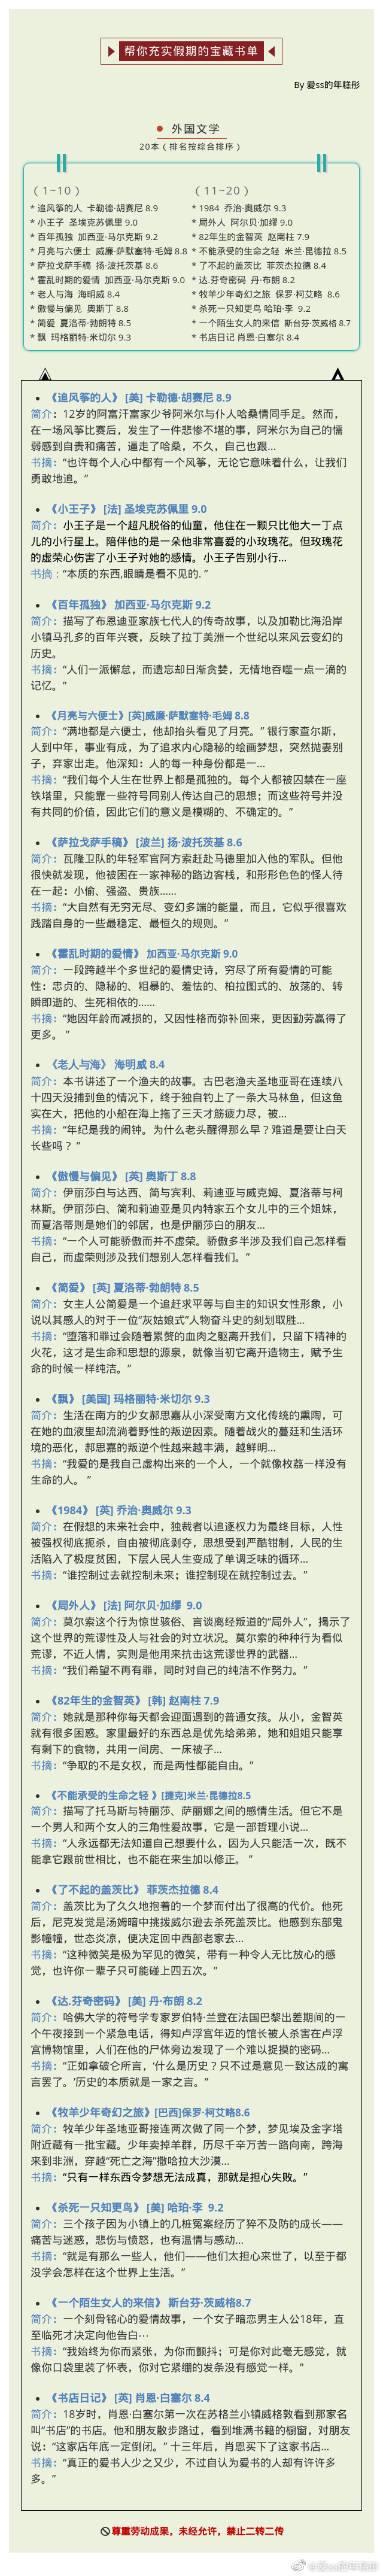 帮你充实假期的宝藏书单
By 爱ss的年糕彤
外国文学
20本（排名按综合排序）
（1~10）
* 追风筝的人 卡勒德·胡赛尼 8.9
* 小王子 圣埃克苏佩里 9.0
* 百年孤独 加西亚·马尔克斯 9.2
* 月亮与六便士 威廉·萨默塞特·毛姆 8.8
* 萨拉戈萨手稿 扬·波托茨基 8.6
* 霍乱时期的爱情 加西亚·马尔克斯 9.0
* 老人与海 海明威 8.4
* 傲慢与偏见 奥斯丁 8.8
* 简爱 夏洛蒂·勃朗特 8.5
* 飘 玛格丽特·米切尔 9.3
（11~20）
* 1984 乔治·奥威尔 9.3
* 局外人 阿尔贝·加缪 9.0
* 82年生的金智英 赵南柱 7.9
* 不能承受的生命之轻 米兰·昆德拉 8.5
* 了不起的盖茨比 菲茨杰拉德 8.4
* 达.芬奇密码 丹·布朗 8.2
* 牧羊少年奇幻之旅 保罗·柯艾略 8.6
* 杀死一只知更鸟 哈珀·李 9.2
* 一个陌生女人的来信 斯台芬·茨威格 8.7
* 书店日记 肖恩·白塞尔 8.4
• 《追风筝的人》 [美] 卡勒德·胡赛尼 8.9
简介：12岁的阿富汗富家少爷阿米尔与仆人哈桑情同手足。然而，
在一场风筝比赛后，发生了一件悲惨不堪的事，阿米尔为自己的懦
弱感到自责和痛苦，逼走了哈桑，不久，自己也跟...
书摘：“也许每个人心中都有一个风筝，无论它意味着什么，让我们
勇敢地追。”
• 《小王子》 [法] 圣埃克苏佩里 9.0
简介：小王子是一个超凡脱俗的仙童，他住在一颗只比他大一丁点
儿的小行星上。陪伴他的是一朵他非常喜爱的小玫瑰花。但玫瑰花
的虚荣心伤害了小王子对她的感情。小王子告别小行...
书摘：“本质的东西,眼睛是看不见的. ”
• 《百年孤独》 加西亚·马尔克斯 9.2
简介：描写了布恩迪亚家族七代人的传奇故事，以及加勒比海沿岸
小镇马孔多的百年兴衰，反映了拉丁美洲一个世纪以来风云变幻的
历史。
书摘：“人们一派懈怠，而遗忘却日渐贪婪，无情地吞噬一点一滴的
记忆。”
• 《月亮与六便士》[英]威廉·萨默塞特·毛姆 8.8
简介：“满地都是六便士，他却抬头看见了月亮。” 银行家查尔斯，
人到中年，事业有成，为了追求内心隐秘的绘画梦想，突然抛妻别
子，弃家出走。他深知：人的每一种身份都是一...
书摘：“我们每个人生在世界上都是孤独的。每个人都被囚禁在一座
铁塔里，只能靠一些符号同别人传达自己的思想；而这些符号并没
有共同的价值，因此它们的意义是模糊的、不确定的。”
• 《萨拉戈萨手稿》 [波兰] 扬·波托茨基 8.6
简介：瓦隆卫队的年轻军官阿方索赶赴马德里加入他的军队。但他
很快就发现，他被困在一家神秘的路边客栈，和形形色色的怪人待
在一起：小偷、强盗、贵族……
书摘：“大自然有无穷无尽、变幻多端的能量，而且，它似乎很喜欢
践踏自身的一些最稳定、最恒久的规则。”
• 《霍乱时期的爱情》 加西亚·马尔克斯 9.0
简介：一段跨越半个多世纪的爱情史诗，穷尽了所有爱情的可能
性：忠贞的、隐秘的、粗暴的、羞怯的、柏拉图式的、放荡的、转
瞬即逝的、生死相依的……
书摘：“她因年龄而减损的，又因性格而弥补回来，更因勤劳赢得了
更多。 ”
• 《老人与海》 海明威 8.4
简介：本书讲述了一个渔夫的故事。古巴老渔夫圣地亚哥在连续八
十四天没捕到鱼的情况下，终于独自钓上了一条大马林鱼，但这鱼
实在大，把他的小船在海上拖了三天才筋疲力尽，被...
书摘：“年纪是我的闹钟。为什么老头醒得那么早？难道是要让白天
长些吗？ ”
• 《傲慢与偏见》 [英] 奥斯丁 8.8
简介：伊丽莎白与达西、简与宾利、莉迪亚与威克姆、夏洛蒂与柯
林斯。伊丽莎白、简和莉迪亚是贝内特家五个女儿中的三个姐妹，
而夏洛蒂则是她们的邻居，也是伊丽莎白的朋友...
书摘：“一个人可能骄傲而并不虚荣。骄傲多半涉及我们自己怎样看
自己，而虚荣则涉及我们想别人怎样看我们。”
• 《简爱》 [英] 夏洛蒂·勃朗特 8.5
简介：女主人公简爱是一个追赶求平等与自主的知识女性形象，小
说以其感人的对于一位“灰姑娘式”人物奋斗史的刻划取胜...
书摘：“堕落和罪过会随着累赘的血肉之躯离开我们，只留下精神的
火花，这才是生命和思想的源泉，就像当初它离开造物主，赋予生
命的时候一样纯洁。”
• 《飘》 [美国] 玛格丽特·米切尔 9.3
简介：生活在南方的少女郝思嘉从小深受南方文化传统的熏陶，可
在她的血液里却流淌着野性的叛逆因素。随着战火的蔓廷和生活环
境的恶化，郝思嘉的叛逆个性越来越丰满，越鲜明...
书摘：“我爱的是我自己虚构出来的一个人，一个就像枚荔一样没有
生命的人。 ”
• 《1984》 [英] 乔治·奥威尔 9.3
简介：在假想的未来社会中，独裁者以追逐权力为最终目标，人性
被强权彻底扼杀，自由被彻底剥夺，思想受到严酷钳制，人民的生
活陷入了极度贫困，下层人民人生变成了单调乏味的循环...
书摘：“谁控制过去就控制未来；谁控制现在就控制过去。”
• 《局外人》 [法] 阿尔贝·加缪 9.0
简介：莫尔索这个行为惊世骇俗、言谈离经叛道的“局外人”，揭示了
这个世界的荒谬性及人与社会的对立状况。莫尔索的种种行为看似
荒谬，不近人情，实则是他用来抗击这荒谬世界的武器...
书摘：“我们希望不再有罪，同时对自己的纯洁不作努力。”
• 《82年生的金智英》 [韩] 赵南柱 7.9
简介：她就是那种你每天都会迎面遇到的普通女孩。从小，金智英
就有很多困惑。家里最好的东西总是优先给弟弟，她和姐姐只能享
有剩下的食物，共用一间房、一床被子...
书摘：“争取的不是女权，而是两性都能自由。”
• 《不能承受的生命之轻 》[捷克]米兰·昆德拉8.5
简介：描写了托马斯与特丽莎、萨丽娜之间的感情生活。但它不是
一个男人和两个女人的三角性爱故事，它是一部哲理小说...
书摘：“人永远都无法知道自己想要什么，因为人只能活一次，既不
能拿它跟前世相比，也不能在来生加以修正。 ”
• 《了不起的盖茨比》 菲茨杰拉德 8.4
简介：盖茨比为了久久地抱着的一个梦而付出了很高的代价。他死
后，尼克发觉是汤姆暗中挑拨威尔逊去杀死盖茨比。他感到东部鬼
影幢幢，世态炎凉，便决定回中西部老家去...
书摘：“这种微笑是极为罕见的微笑，带有一种令人无比放心的感
觉，也许你一辈子只可能碰上四五次。”
• 《达.芬奇密码》 [美] 丹·布朗 8.2
简介：哈佛大学的符号学专家罗伯特·兰登在法国巴黎出差期间的一
个午夜接到一个紧急电话，得知卢浮宫年迈的馆长被人杀害在卢浮
宫博物馆里，人们在他的尸体旁边发现了一个难以捉摸的密码...
书摘：“正如拿破仑所言，‘什么是历史？只不过是意见一致达成的寓
言罢了。’历史的本质就是一家之言。”
• 《牧羊少年奇幻之旅》[巴西]保罗·柯艾略8.6
简介：牧羊少年圣地亚哥接连两次做了同一个梦，梦见埃及金字塔
附近藏有一批宝藏。少年卖掉羊群，历尽千辛万苦一路向南，跨海
来到非洲，穿越“死亡之海”撒哈拉大沙漠...
书摘：“只有一样东西令梦想无法成真，那就是担心失败。”
• 《杀死一只知更鸟》 [美] 哈珀·李 9.2
简介：三个孩子因为小镇上的几桩冤案经历了猝不及防的成长——
痛苦与迷惑，悲伤与愤怒，也有温情与感动...
书摘：“就是有那么一些人，他们——他们太担心来世了，以至于都
没学会怎样在这个世界上生活。”
• 《一个陌生女人的来信》 斯台芬·茨威格8.7
简介：一个刻骨铭心的爱情故事，一个女子暗恋男主人公18年，直
至临死才决定向他告白…
书摘：“我始终为你而紧张，为你而颤抖；可是你对此毫无感觉，就
像你口袋里装了怀表，你对它紧绷的发条没有感觉一样。”
• 《书店日记》 [英] 肖恩·白塞尔 8.4
简介：18岁时，肖恩·白塞尔第一次在苏格兰小镇威格敦看到那家名
叫“书店”的书店。他和朋友散步路过，看到堆满书籍的橱窗，对朋友
说：“这家店年底一定倒闭。” 十三年后，肖恩买下了这家书店...
书摘：“真正的爱书人少之又少，不过自认为爱书的人却有许许多
多。”
尊重劳动成果，未经允许，禁止二转二传
@爱ss的年糕彤